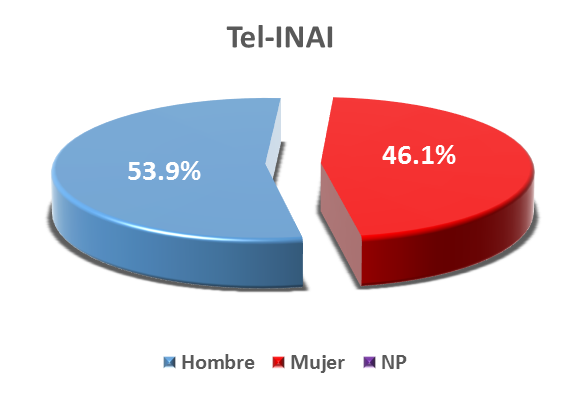 Tel-INAI
53.9%
46.1%
Hombre Mujer NP